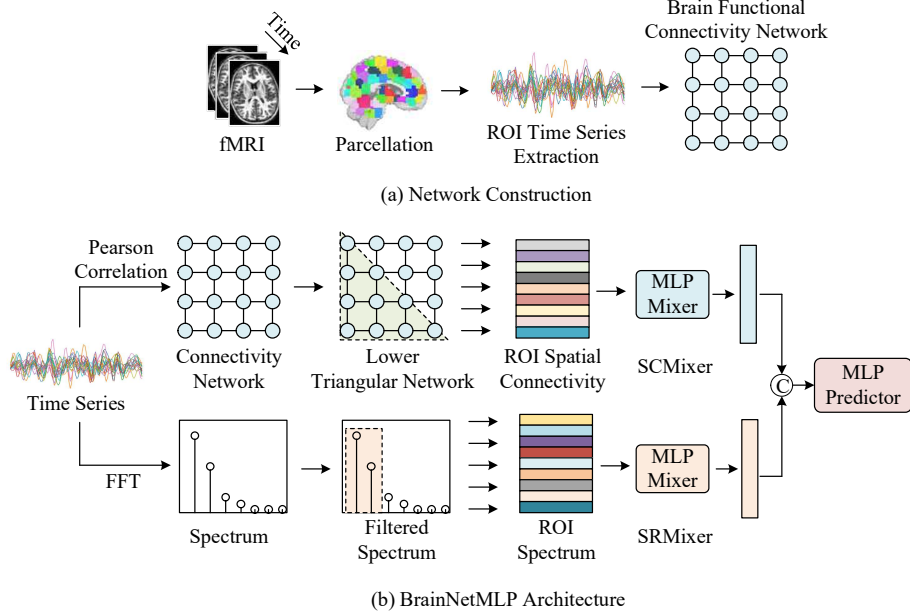 Time
fMRI
Parcellation
ROI Time Series
Extraction
Brain Functional
Connectivity Network
(a) Network Construction
Time Series
Pearson
Correlation
Connectivity
Network
Lower
Triangular Network
ROI Spatial
Connectivity
MLP
Mixer
SCMixer
C
MLP
Predictor
FFT
Spectrum
Filtered
Spectrum
ROI
Spectrum
MLP
Mixer
SRMixer
(b) BrainNetMLP Architecture